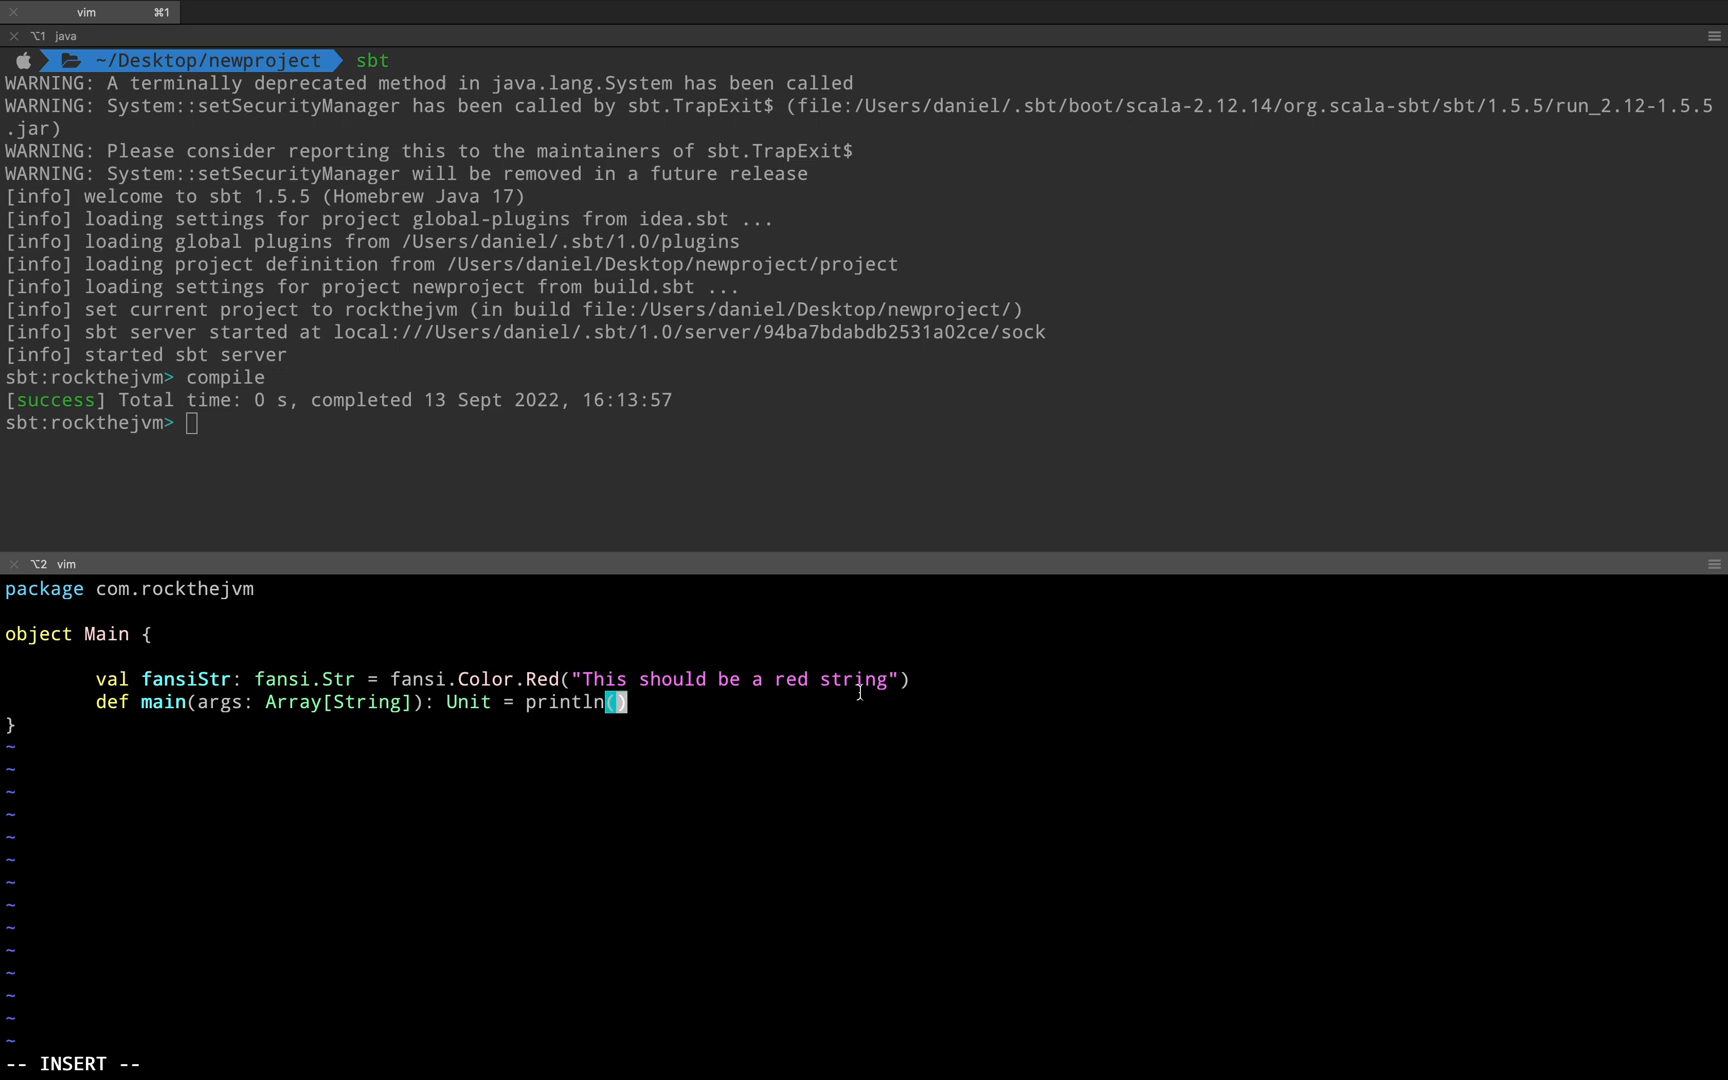 vim ⌘1
⌥1 java
~/Desktop/newproject sbt
WARNING: A terminally deprecated method in java.lang.System has been called
WARNING: System::setSecurityManager has been called by sbt.TrapExit$ (file:/Users/daniel/.sbt/boot/scala-2.12.14/org.scala-sbt/sbt/1.5.5/run_2.12-1.5.5
.jar)
WARNING: Please consider reporting this to the maintainers of sbt.TrapExit$
WARNING: System::setSecurityManager will be removed in a future release
[info] welcome to sbt 1.5.5 (Homebrew Java 17)
[info] loading settings for project global-plugins from idea.sbt ...
[info] loading global plugins from /Users/daniel/.sbt/1.0/plugins
[info] loading project definition from /Users/daniel/Desktop/newproject/project
[info] loading settings for project newproject from build.sbt ...
[info] set current project to rockthejvm (in build file:/Users/daniel/Desktop/newproject/)
[info] sbt server started at local:///Users/daniel/.sbt/1.0/server/94ba7bdabdb2531a02ce/sock
[info] started sbt server
sbt:rockthejvm> compile
[success] Total time: 0 s, completed 13 Sept 2022, 16:13:57
sbt:rockthejvm>
⌥2 vim
package com.rockthejvm
object Main {
val fansiStr: fansi.Str = fansi.Color.Red("This should be a red string")
def main(args: Array[String]): Unit = println()
}
~
~
~
~
~
~
~
~
~
~
~
~
~
~
-- INSERT --